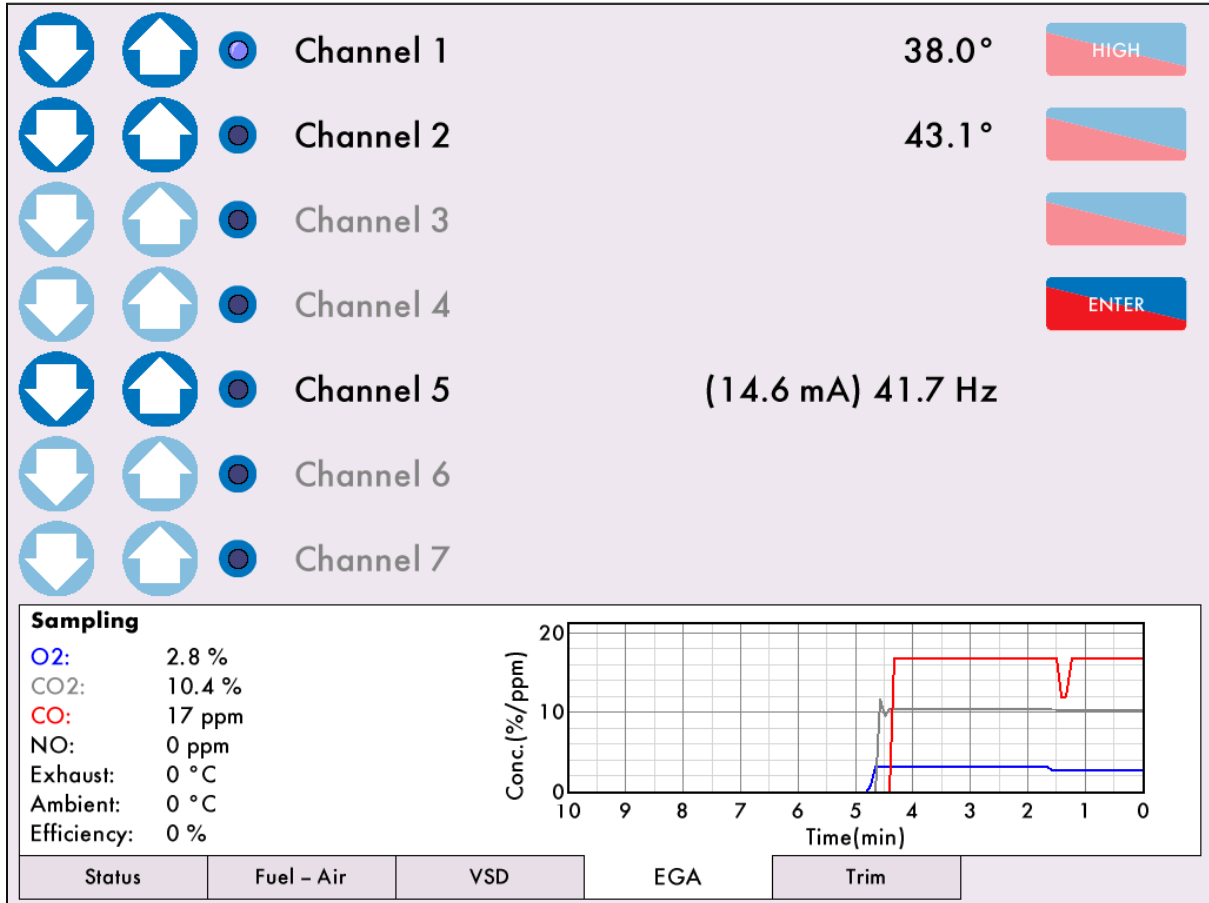 Channel 1 38.0° HIGH
Channel 2 43.1°
Channel 3
Channel 4 ENTER
Channel 5 (14.6 mA) 41.7 Hz
Channel 6
Channel 7
Sampling
O2: 2.8 %
CO2: 10.4 %
CO: 17 ppm
NO: 0 ppm
Exhaust: 0 °C
Ambient: 0 °C
Efficiency: 0 %
Conc.(%/ppm)
20
10
0
10 9 8 7 6 5 4 3 2 1 0
Time(min)
Status Fuel – Air VSD EGA Trim